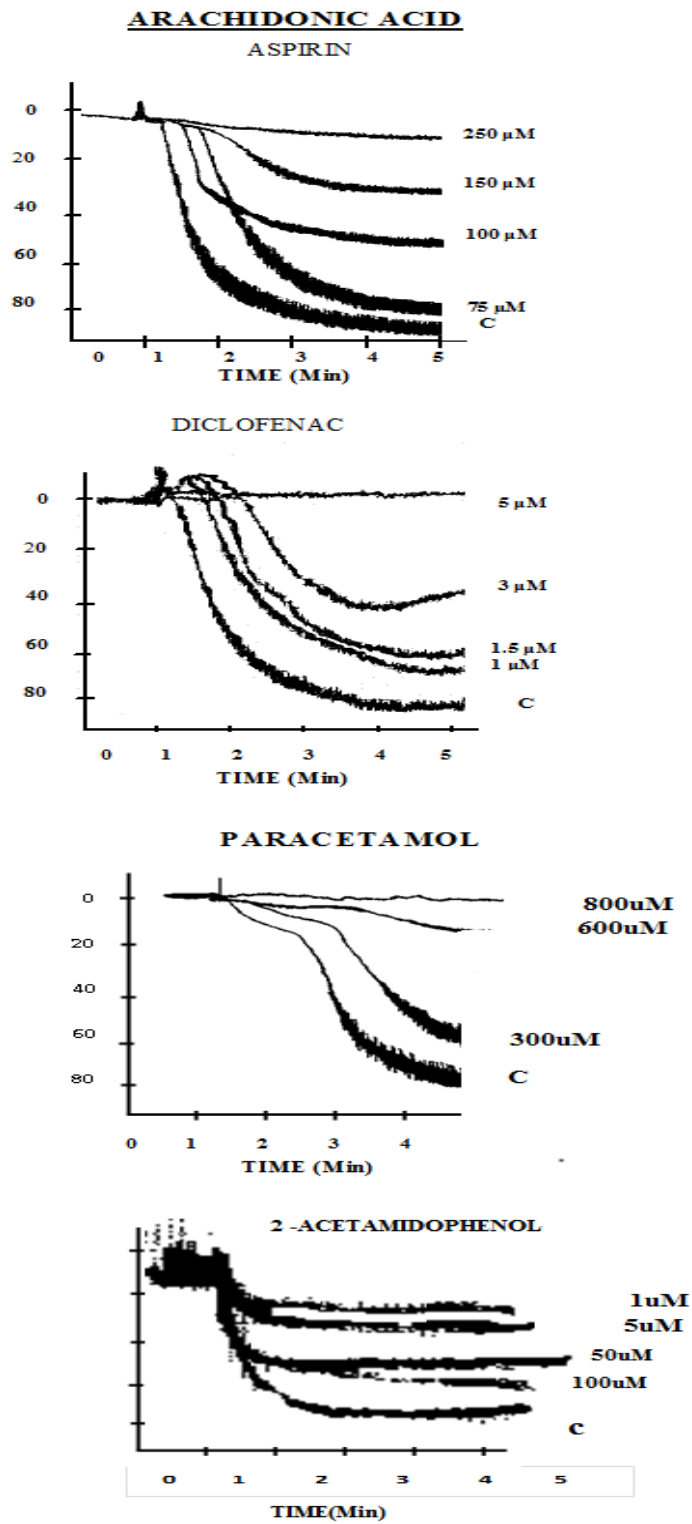 ARACHIDONIC ACID
ASPIRIN
0
20
40
60
80
250 µM
150 µM
100 µM
75 µM
C
0 1 2 3 4 5
TIME (Min)
DICLOFENAC
0
20
40
60
80
5 µM
3 µM
1.5 µM
1 µM
C
0 1 2 3 4 5
TIME (Min)
PARACETAMOL
0
20
40
60
80
800uM
600uM
300uM
C
0 1 2 3 4
TIME (Min)
2 -ACETAMIDOPHENOL
1uM
5uM
50uM
100uM
c
0 1 2 3 4 5
TIME(Min)